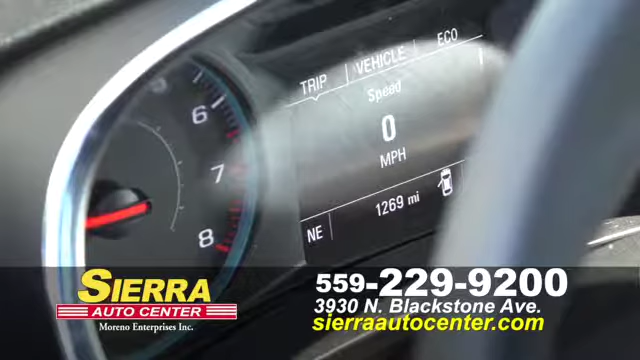 TRIP | VEHICLE | ECO
Speed
0
MPH
NE
1269 mi
6
7
8
SIERRA
AUTO CENTER
Moreno Enterprises Inc.
559-229-9200
3930 N. Blackstone Ave.
sierraautocenter.com